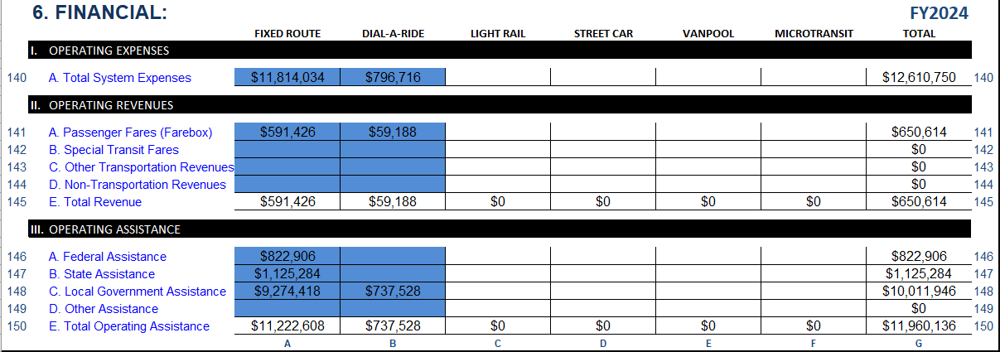 6. FINANCIAL: FY2024
FIXED ROUTE DIAL-A-RIDE LIGHT RAIL STREET CAR VANPOOL MICROTRANSIT TOTAL
I. OPERATING EXPENSES
140 A. Total System Expenses $11,814,034 $796,716 $12,610,750 140
II. OPERATING REVENUES
141 A. Passenger Fares (Farebox) $591,426 $59,188 $650,614 141
142 B. Special Transit Fares $0 142
143 C. Other Transportation Revenues $0 143
144 D. Non-Transportation Revenues $0 144
145 E. Total Revenue $591,426 $59,188 $0 $0 $0 $0 $650,614 145
III. OPERATING ASSISTANCE
146 A. Federal Assistance $822,906 $822,906 146
147 B. State Assistance $1,125,284 $1,125,284 147
148 C. Local Government Assistance $9,274,418 $737,528 $10,011,946 148
149 D. Other Assistance $0 149
150 E. Total Operating Assistance $11,222,608 $737,528 $0 $0 $0 $0 $11,960,136 150
A B C D E F G